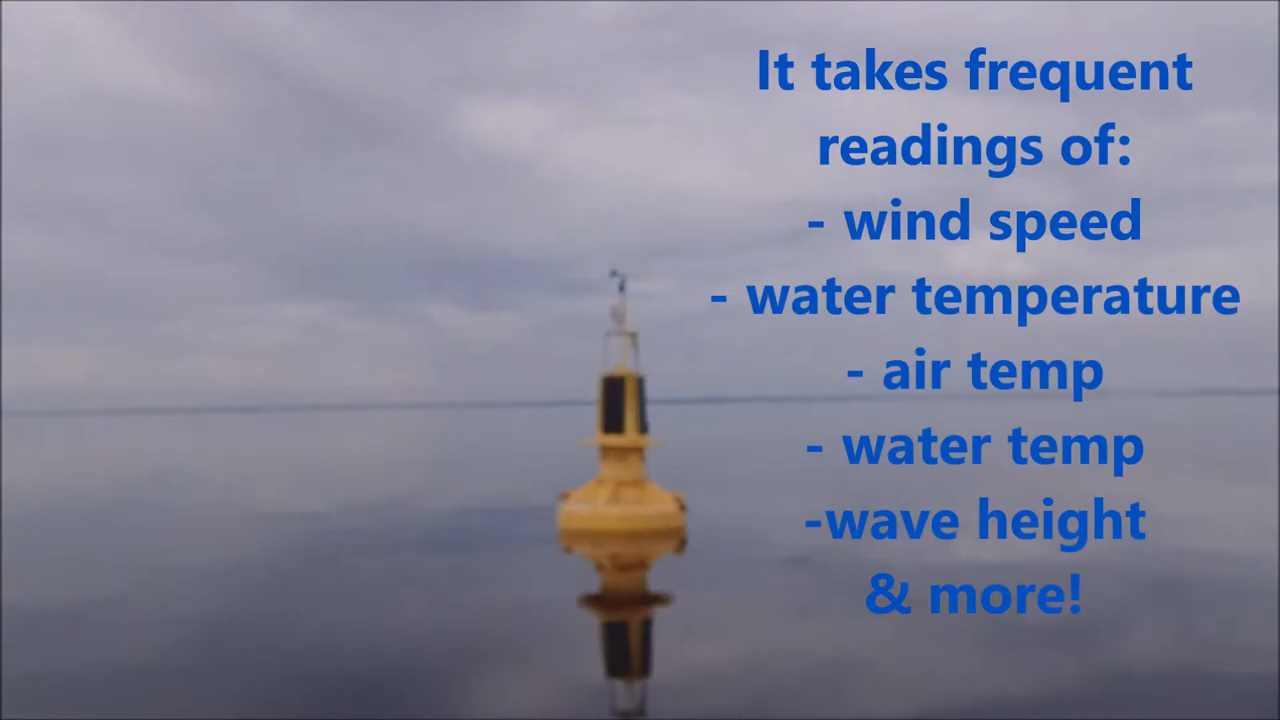 It takes frequent
readings of:
- wind speed
- water temperature
- air temp
- water temp
-wave height
& more!